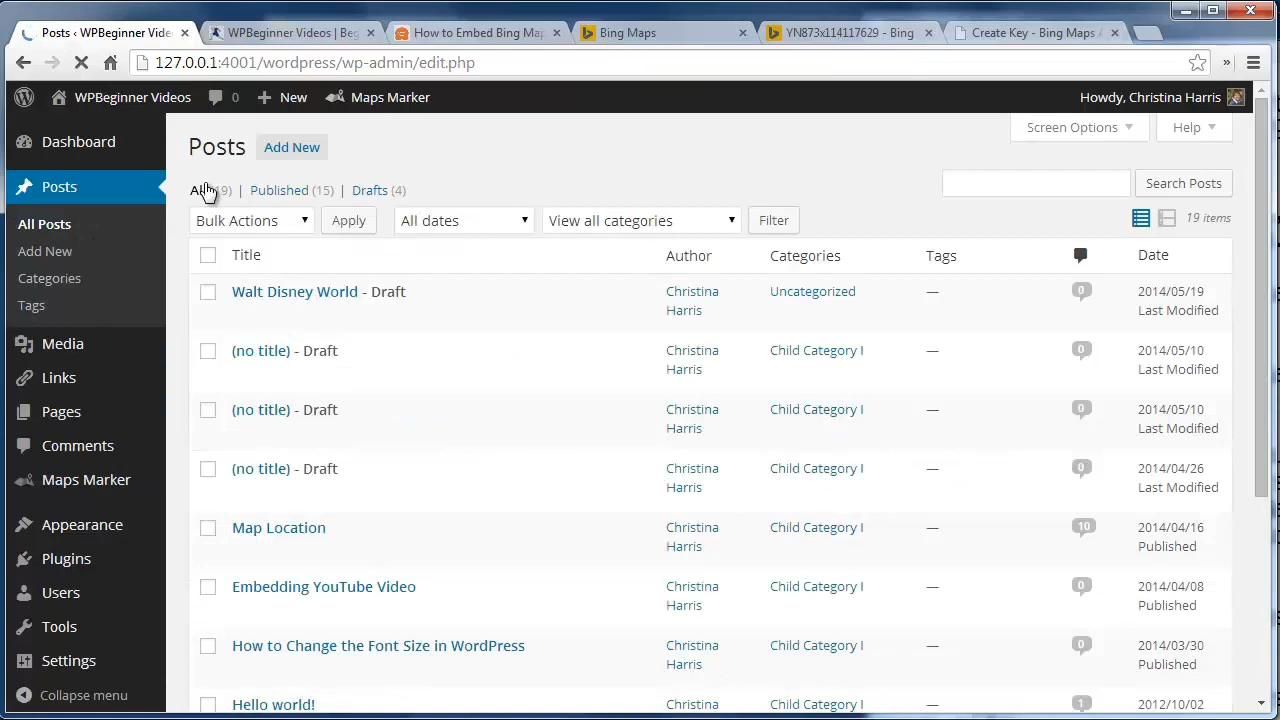 Posts ‹ WPBeginner Vide
WPBeginner Videos | Beg
How to Embed Bing Ma
Bing Maps
YN873x114117629 - Bing
Create Key - Bing Maps A
127.0.0.1:4001/wordpress/wp-admin/edit.php
WPBeginner Videos
0
New
Maps Marker
Howdy, Christina Harris
Dashboard
Posts
All Posts
Add New
Categories
Tags
Media
Links
Pages
Comments
Maps Marker
Appearance
Plugins
Users
Tools
Settings
Collapse menu
Posts Add New
Screen Options
Help
All (19) | Published (15) | Drafts (4)
Search Posts
Bulk Actions Apply All dates View all categories Filter
19 items
Title Author Categories Tags Date
Walt Disney World - Draft Christina Harris Uncategorized — 0 2014/05/19 Last Modified
(no title) - Draft Christina Harris Child Category I — 0 2014/05/10 Last Modified
(no title) - Draft Christina Harris Child Category I — 0 2014/05/10 Last Modified
(no title) - Draft Christina Harris Child Category I — 0 2014/04/26 Last Modified
Map Location Christina Harris Child Category I — 10 2014/04/16 Published
Embedding YouTube Video Christina Harris Child Category I — 0 2014/04/08 Published
How to Change the Font Size in WordPress Christina Harris Child Category I — 0 2014/03/30 Published
Hello world! Christina Child Category I — 1 2012/10/02